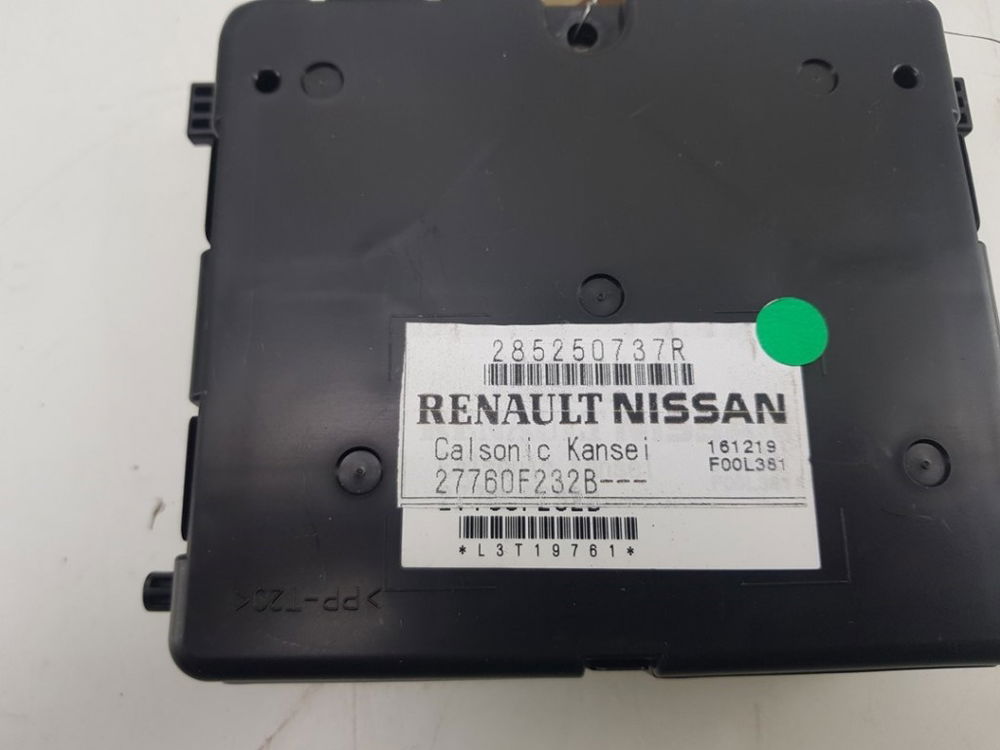 285250737R
RENAULT NISSAN
Calsonic Kansei 161219
F00L381
27760F232B---
*L3T19761*
>PP-T20<